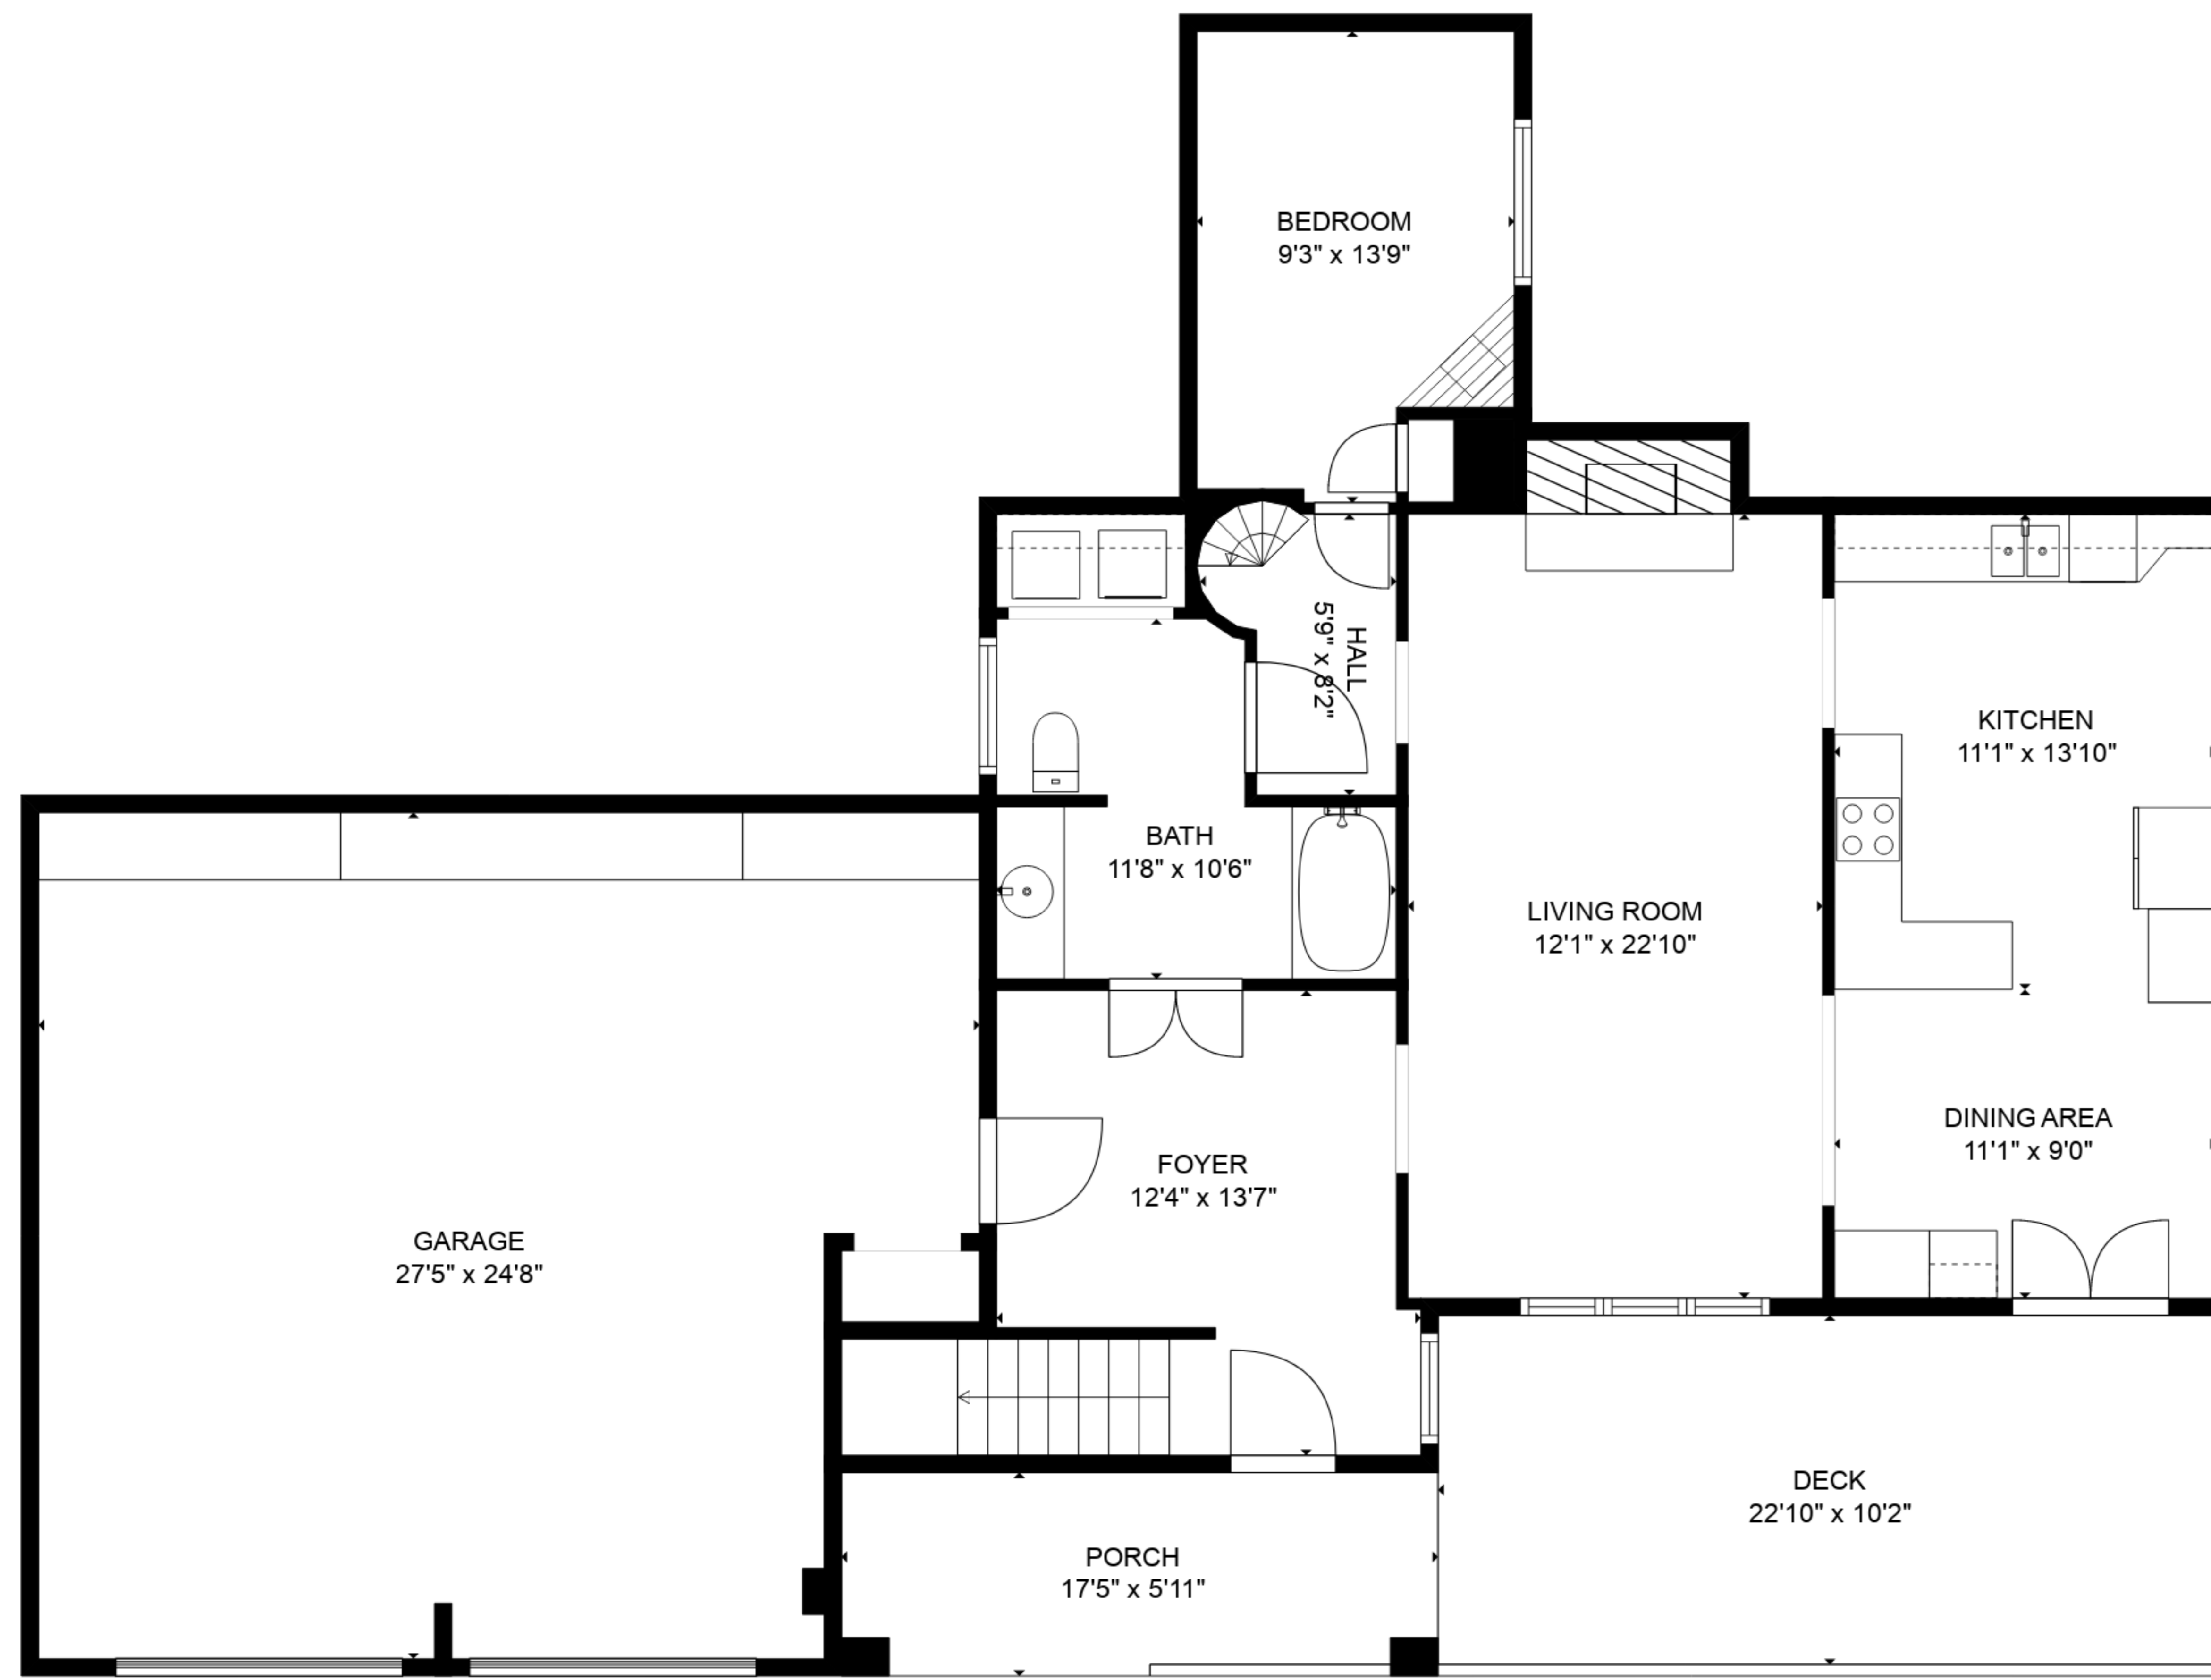 BEDROOM
9'3" x 13'9"
HALL
5'9" x 8'2"
KITCHEN
11'1" x 13'10"
BATH
11'8" x 10'6"
LIVING ROOM
12'1" x 22'10"
DINING AREA
11'1" x 9'0"
FOYER
12'4" x 13'7"
GARAGE
27'5" x 24'8"
DECK
22'10" x 10'2"
PORCH
17'5" x 5'11"